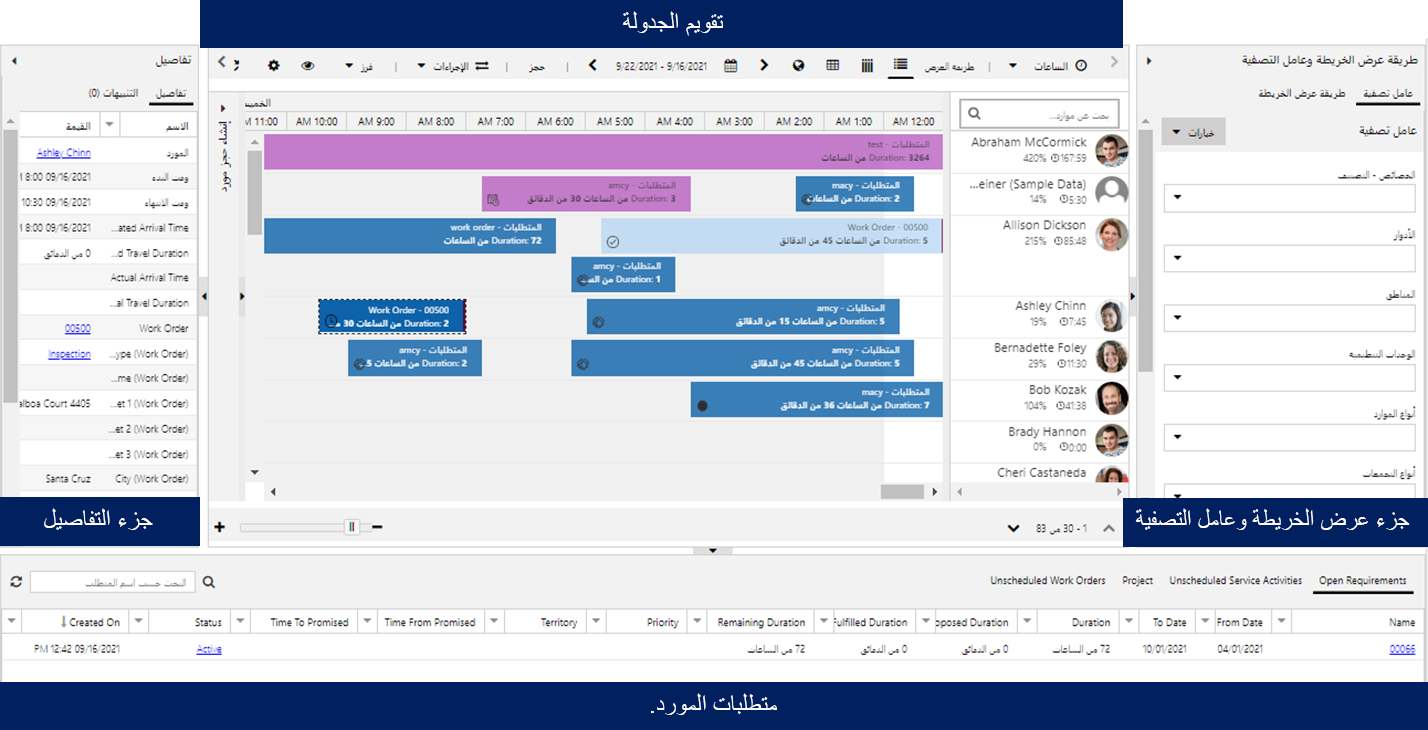 تقويم الجدولة
طريقة عرض الخريطة وعامل التصفية
عامل تصفية
طريقة عرض الخريطة
عامل تصفية
خيارات
الخصائص - التصنيف
الأدوار
المناطق
الوحدات التنظيمية
أنواع الموارد
أنواع التجمعات
جزء عرض الخريطة وعامل التصفية
الساعات
طريقة العرض
9/22/2021 - 9/16/2021
حجز
الإجراءات
فرز
بحث عن موارد...
الخميس
12:00 AM
1:00 AM
2:00 AM
3:00 AM
4:00 AM
5:00 AM
6:00 AM
7:00 AM
8:00 AM
9:00 AM
10:00 AM
11:00
إنشاء حجز مورد
Abraham McCormick
420% 167:59
المتطلبات - test
Duration: 3264 من الساعات
...einer (Sample Data)
14% 5:30
المتطلبات - macy
Duration: 2 من الساعات
المتطلبات - amcy
Duration: 3 من الساعات 30 من الدقائق
Allison Dickson
215% 85:48
Work Order - 00500
Duration: 5 من الساعات 45 من الدقائق
المتطلبات - work order
Duration: 72 من الساعات
المتطلبات - amcy
Duration: 1 من
Ashley Chinn
19% 7:45
المتطلبات - amcy
Duration: 5 من الساعات 15 من الدقائق
Work Order - 00500
Duration: 2 من الساعات 30 م
Bernadette Foley
29% 11:30
المتطلبات - amcy
Duration: 5 من الساعات 45 من الدقائق
المتطلبات - amcy
Duration: 2 من الساعات 5
Bob Kozak
104% 41:38
المتطلبات - macy
Duration: 7 من الساعات 36 من الدقائق
Brady Hannon
0% 0:00
Cheri Castaneda
1 - 30 من 83
تفاصيل
تفاصيل
التنبيهات (0)
الاسم
القيمة
المورد
Ashley Chinn
وقت البدء
09/16/2021 8:00
وقت الانتهاء
09/16/2021 10:30
...ated Arrival Time
09/16/2021 8:00
...d Travel Duration
0 من الدقائق
Actual Arrival Time
...al Travel Duration
Work Order
00500
...ype (Work Order)
Inspection
...me (Work Order)
...et 1 (Work Order)
4405 alboa Court
...et 2 (Work Order)
...et 3 (Work Order)
City (Work Order)
Santa Cruz
جزء التفاصيل
Open Requirements
Unscheduled Service Activities
Project
Unscheduled Work Orders
البحث حسب اسم المتطلب
Name
From Date
To Date
Duration
oposed Duration
Fulfilled Duration
Remaining Duration
Priority
Territory
Time From Promised
Time To Promised
Status
Created On
00066
04/01/2021
10/01/2021
72 من الساعات
0 من الدقائق
0 من الدقائق
72 من الساعات
Active
09/16/2021 12:42 PM
متطلبات المورد.